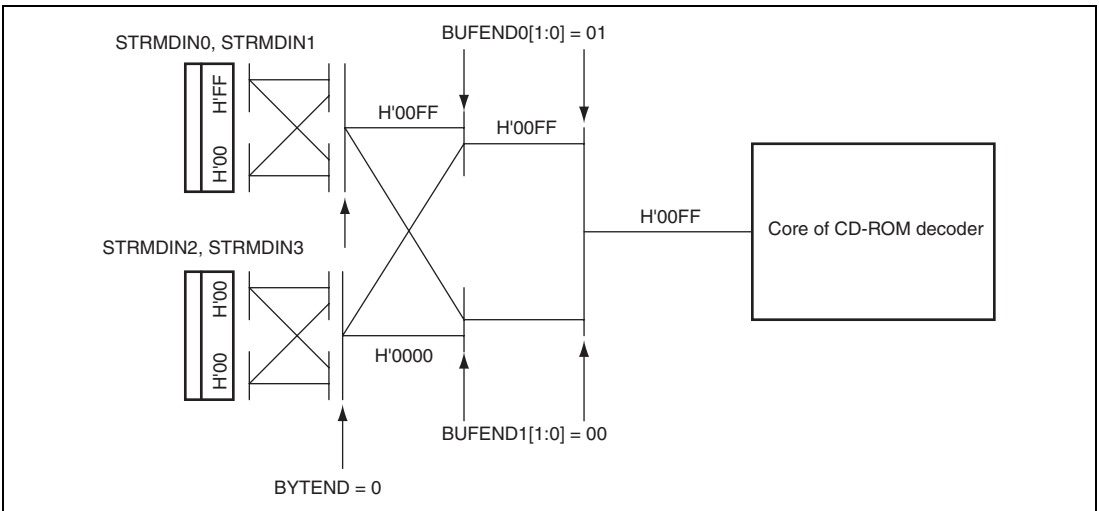 BUFEND0[1:0] = 01
STRMDIN0, STRMDIN1
H'FF
H'00
H'00FF
H'00FF
H'00FF
Core of CD-ROM decoder
STRMDIN2, STRMDIN3
H'00
H'00
H'0000
BUFEND1[1:0] = 00
BYTEND = 0